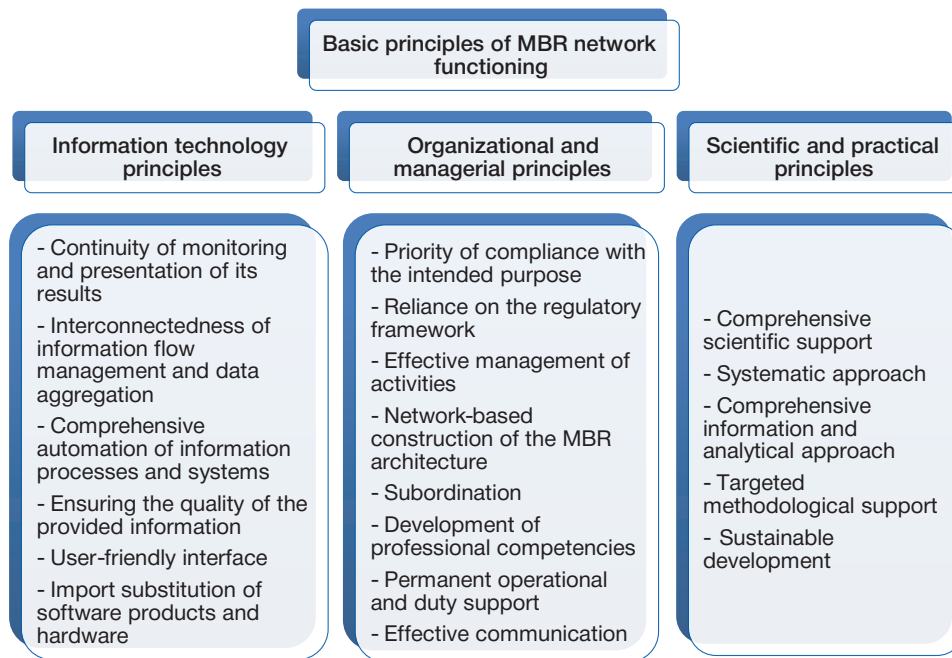 Basic principles of MBR network
functioning
Information technology
principles
Organizational and
managerial principles
Scientific and practical
principles
- Continuity of monitoring
and presentation of its
results
- Interconnectedness of
information flow
management and data
aggregation
- Comprehensive
automation of information
processes and systems
- Ensuring the quality of the
provided information
- User-friendly interface
- Import substitution of
software products and
hardware
- Priority of compliance with
the intended purpose
- Reliance on the regulatory
framework
- Effective management of
activities
- Network-based
construction of the MBR
architecture
- Subordination
- Development of
professional competencies
- Permanent operational
and duty support
- Effective communication
- Comprehensive
scientific support
- Systematic approach
- Comprehensive
information and
analytical approach
- Targeted
methodological support
- Sustainable
development